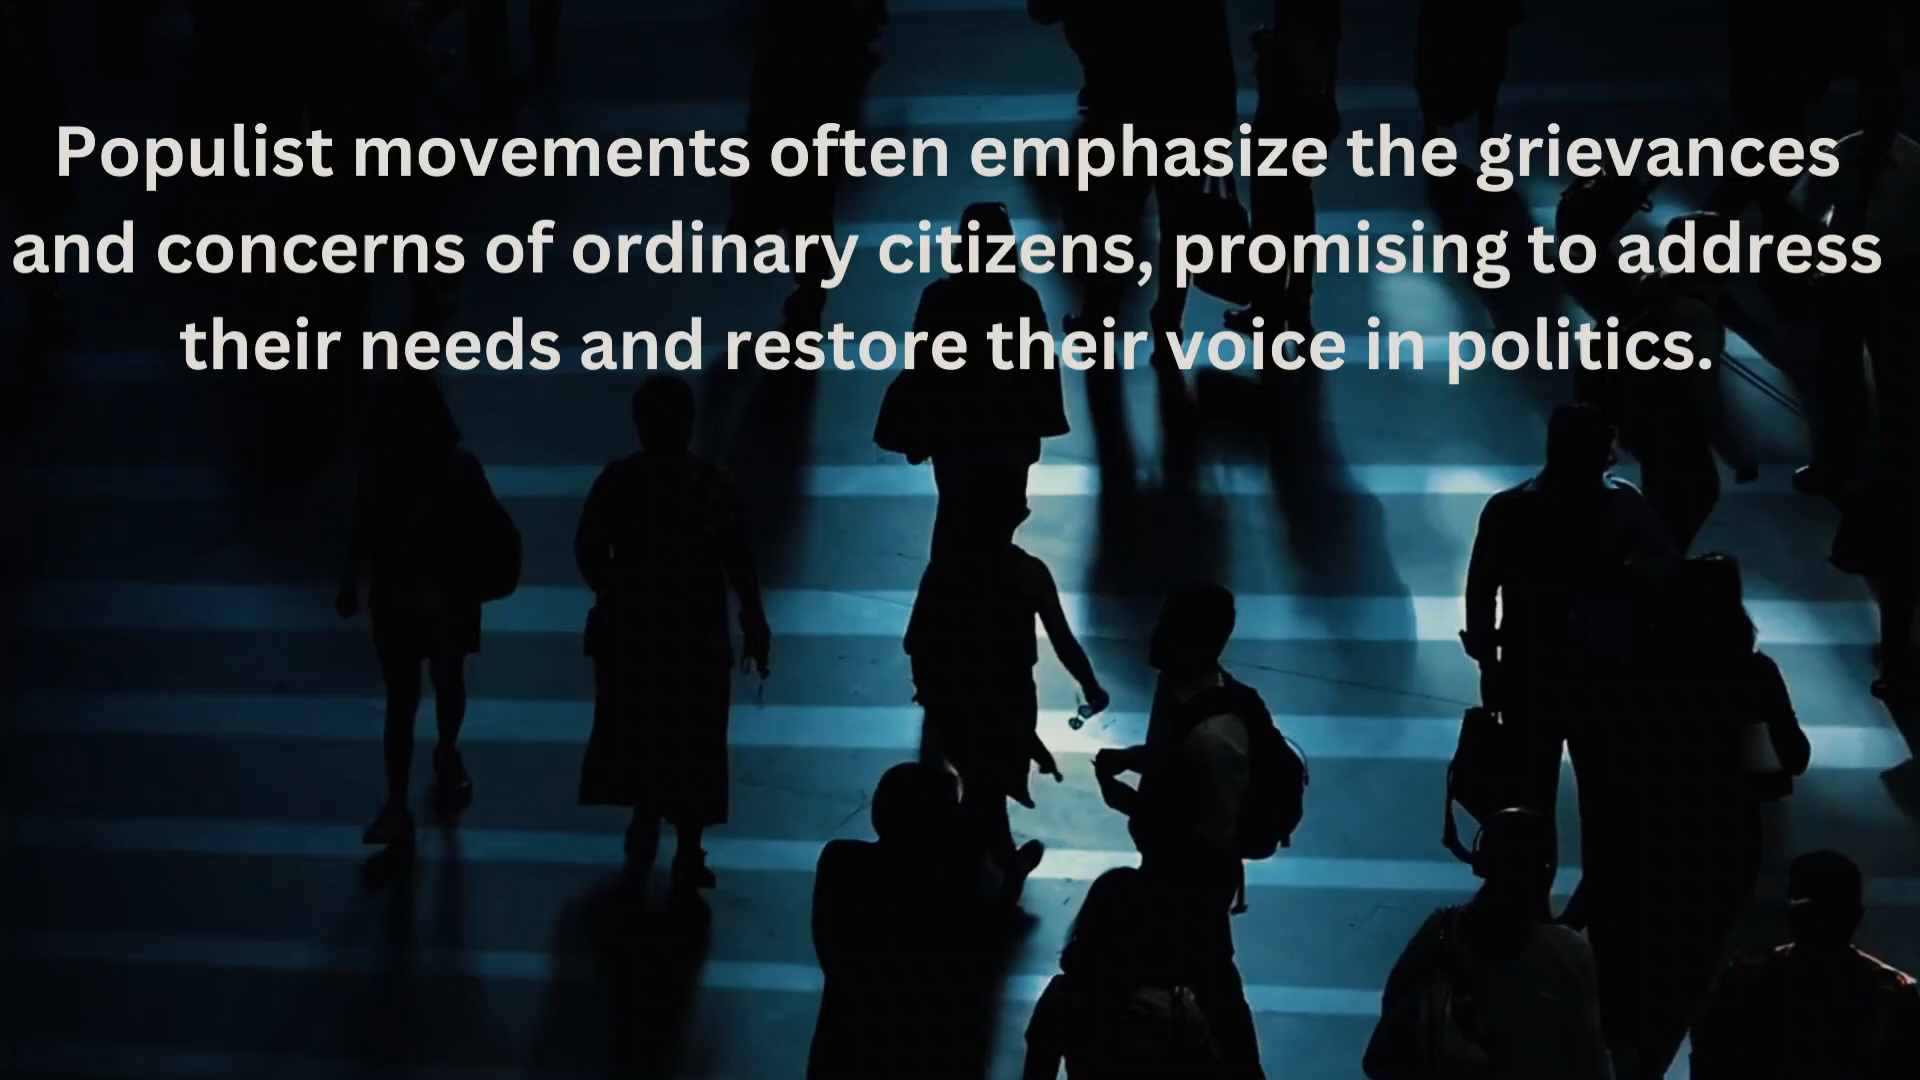 Populist movements often emphasize the grievances
and concerns of ordinary citizens, promising to address
their needs and restore their voice in politics.